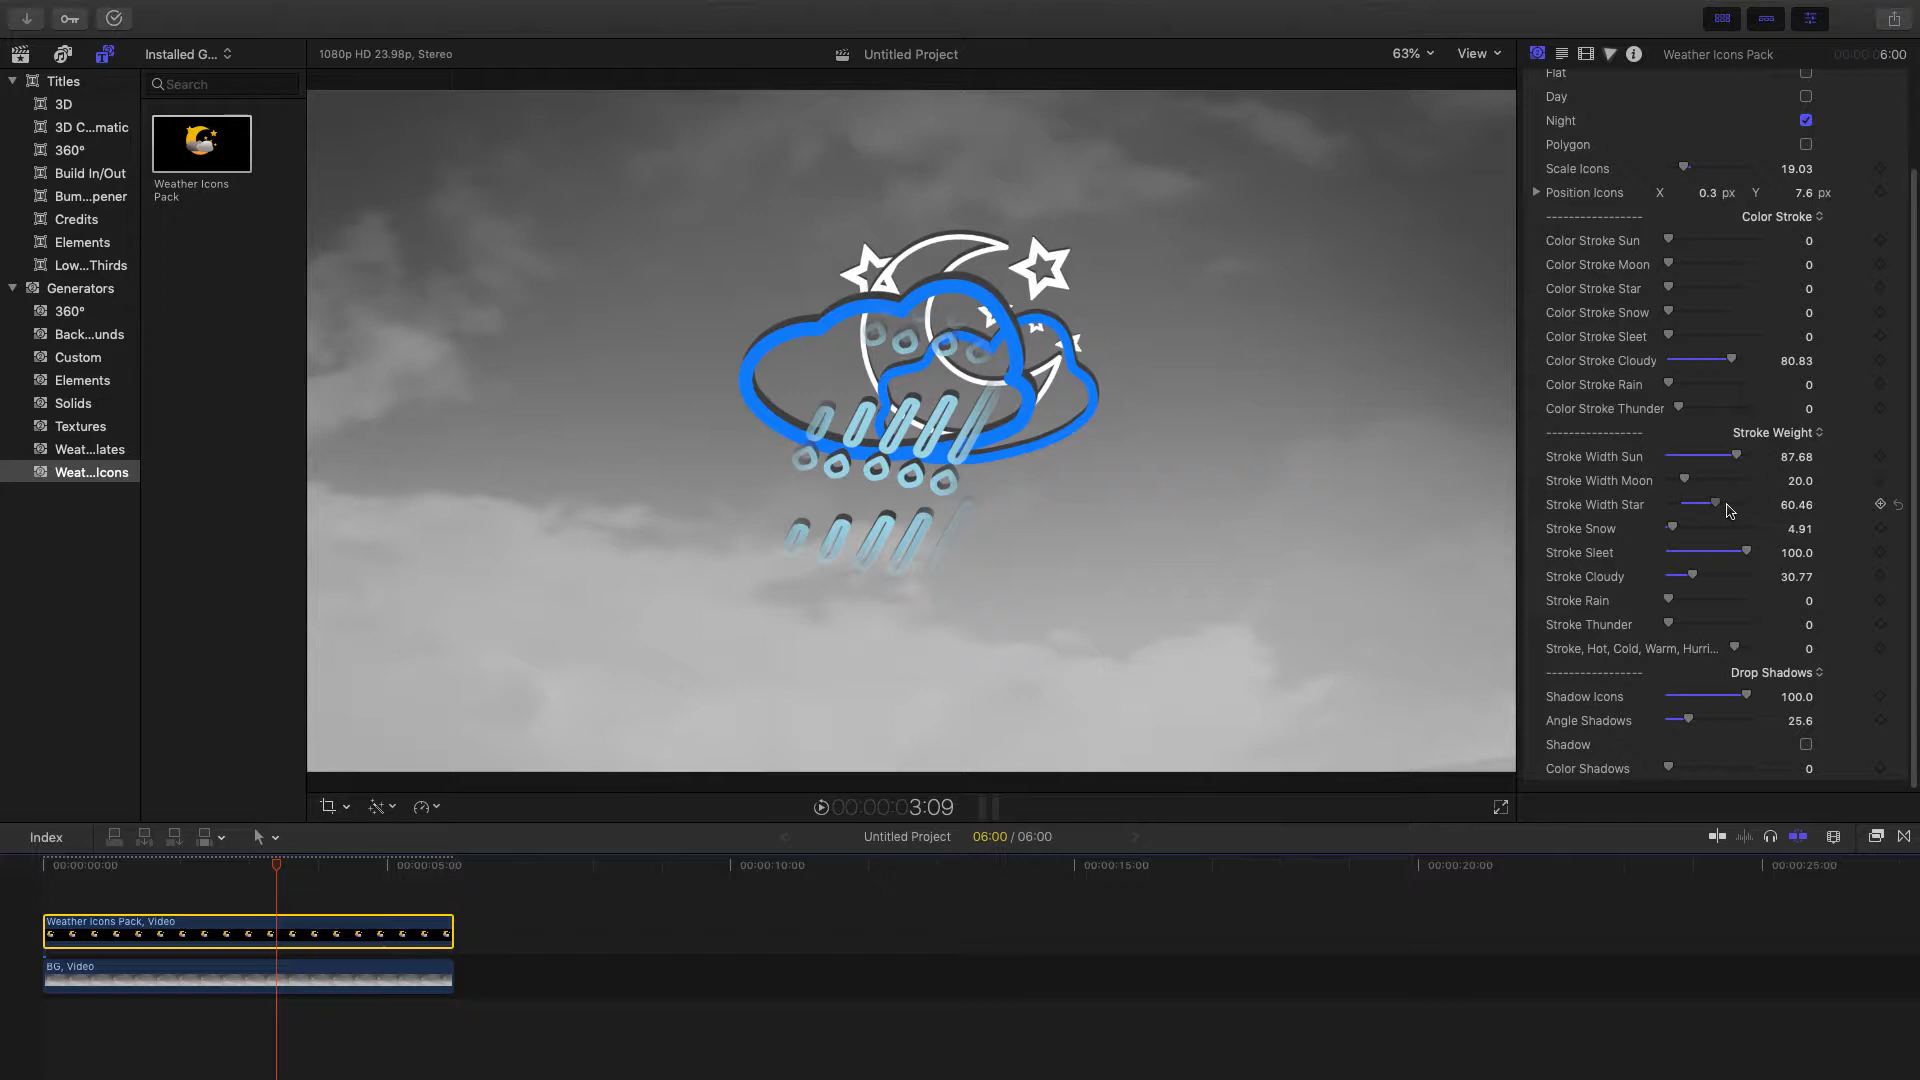 Installed G...
1080p HD 23.98p, Stereo
Untitled Project
63%
View
Weather Icons Pack
00:00:00:06:00
Titles
3D
3D C...matic
360°
Build In/Out
Bum...pener
Credits
Elements
Low...Thirds
Generators
360°
Back...unds
Custom
Elements
Solids
Textures
Weat...lates
Weat...Icons
Search
Weather Icons
Pack
Flat
Day
Night
Polygon
Scale Icons 19.03
Position Icons X 0.3 px Y 7.6 px
---------------- Color Stroke
Color Stroke Sun 0
Color Stroke Moon 0
Color Stroke Star 0
Color Stroke Snow 0
Color Stroke Sleet 0
Color Stroke Cloudy 80.83
Color Stroke Rain 0
Color Stroke Thunder 0
---------------- Stroke Weight
Stroke Width Sun 87.68
Stroke Width Moon 20.0
Stroke Width Star 60.46
Stroke Snow 4.91
Stroke Sleet 100.0
Stroke Cloudy 30.77
Stroke Rain 0
Stroke Thunder 0
Stroke, Hot, Cold, Warm, Hurri... 0
---------------- Drop Shadows
Shadow Icons 100.0
Angle Shadows 25.6
Shadow
Color Shadows 0
00:00:03:09
Index
Untitled Project
06:00 / 06:00
00:00:00:00
00:00:05:00
00:00:10:00
00:00:15:00
00:00:20:00
00:00:25:00
Weather Icons Pack, Video
BG, Video